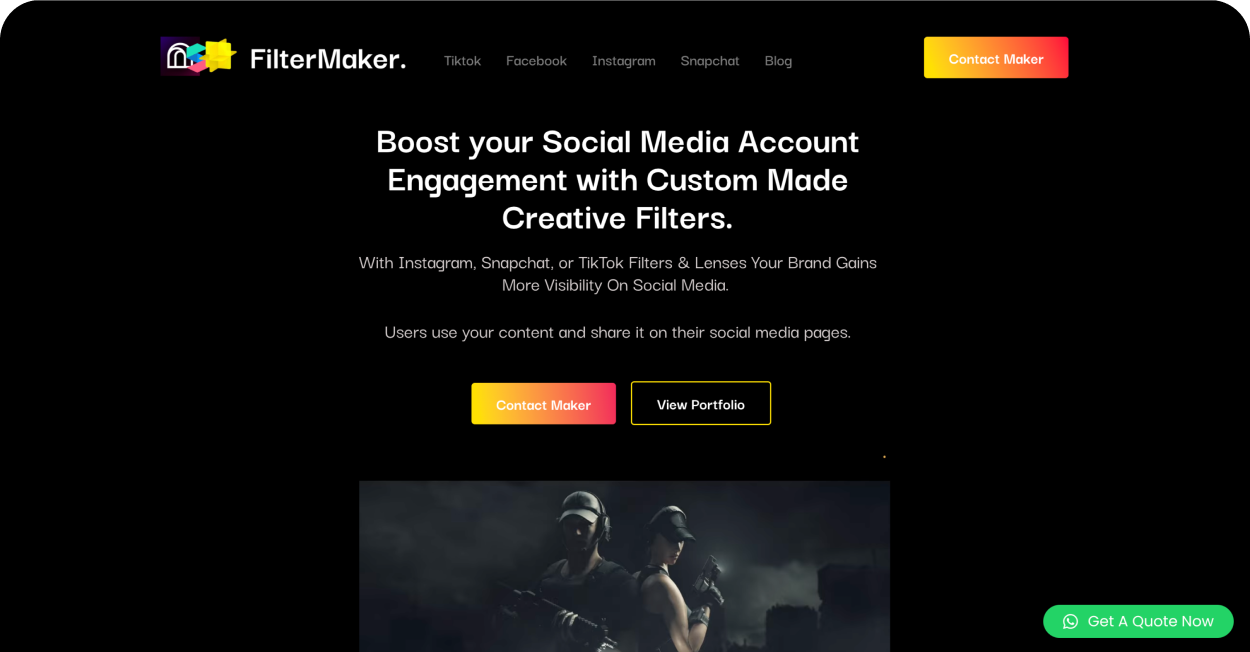 FilterMaker.
Tiktok Facebook Instagram Snapchat Blog
Contact Maker
Boost your Social Media Account
Engagement with Custom Made
Creative Filters.
With Instagram, Snapchat, or TikTok Filters & Lenses Your Brand Gains
More Visibility On Social Media.
Users use your content and share it on their social media pages.
Contact Maker
View Portfolio
Get A Quote Now